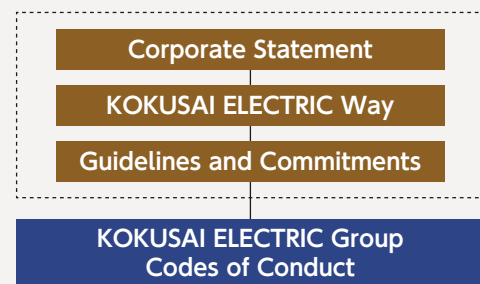 Corporate Statement
KOKUSAI ELECTRIC Way
Guidelines and Commitments
KOKUSAI ELECTRIC Group
Codes of Conduct